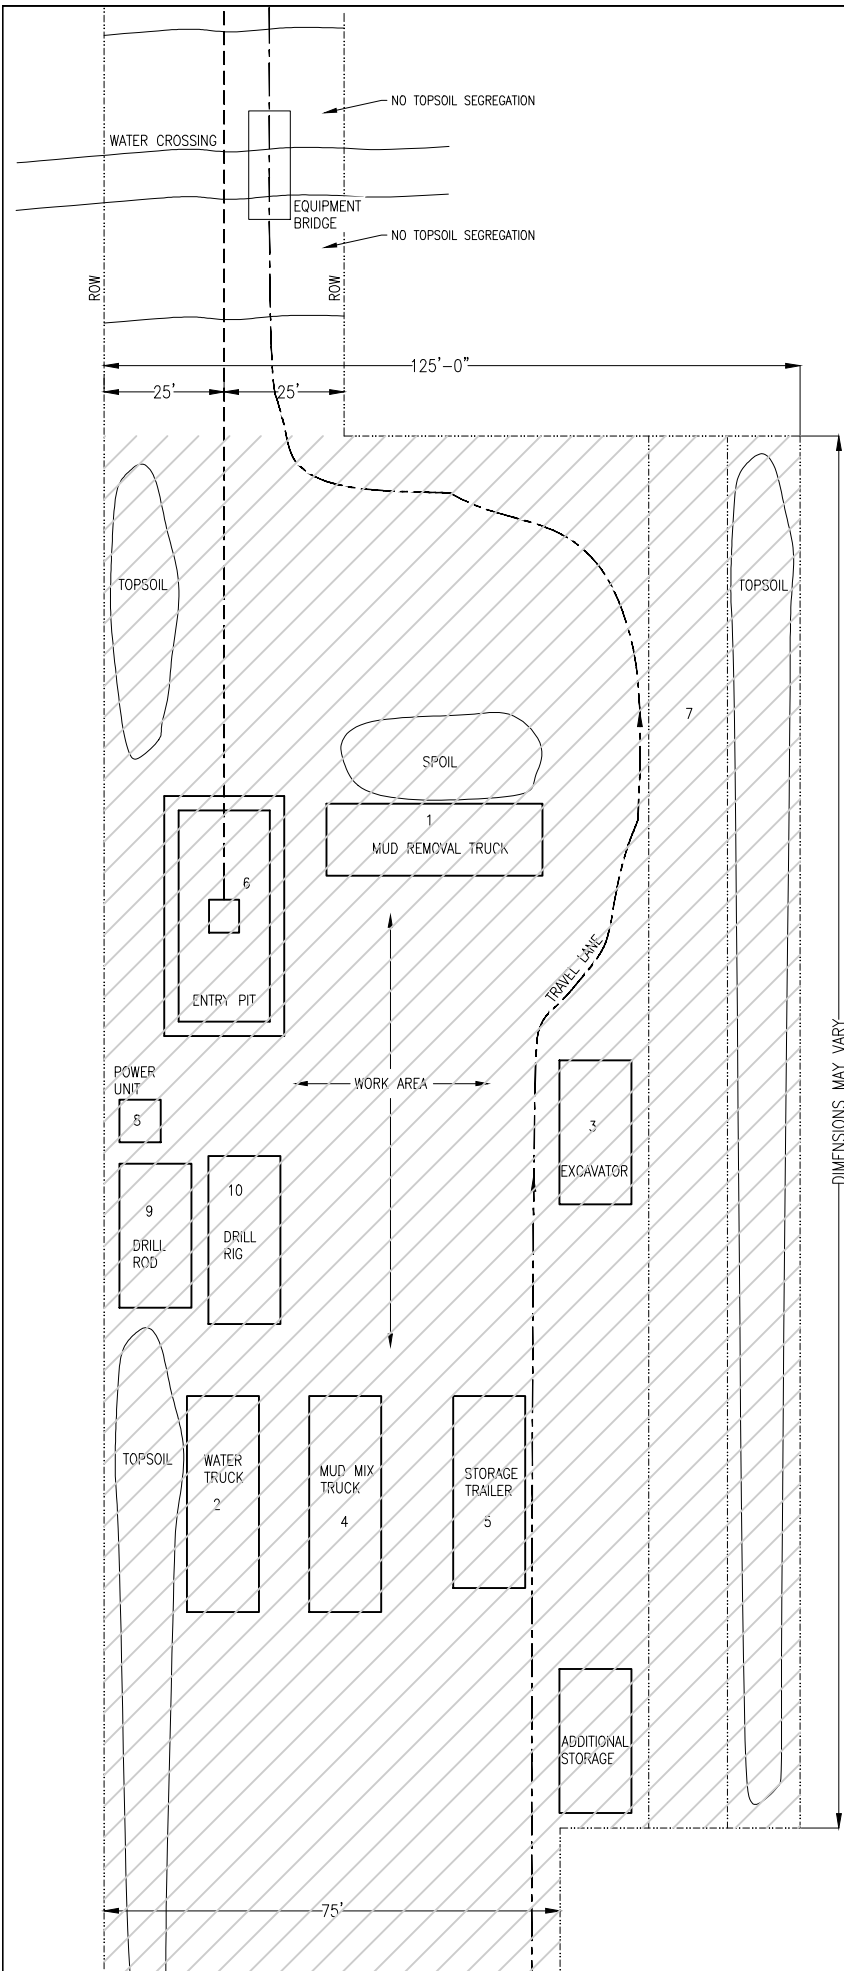 NO TOPSOIL SEGREGATION
WATER CROSSING
EQUIPMENT
BRIDGE
NO TOPSOIL SEGREGATION
ROW
ROW
125'-0"
25'
25'
TOPSOIL
TOPSOIL
7
SPOIL
1
MUD REMOVAL TRUCK
6
ENTRY PIT
TRAVEL LANE
DIMENSIONS MAY VARY
POWER
UNIT
8
WORK AREA
3
EXCAVATOR
9
DRILL
ROD
10
DRILL
RIG
TOPSOIL
WATER
TRUCK
2
MUD MIX
TRUCK
4
STORAGE
TRAILER
5
ADDITIONAL
STORAGE
75'